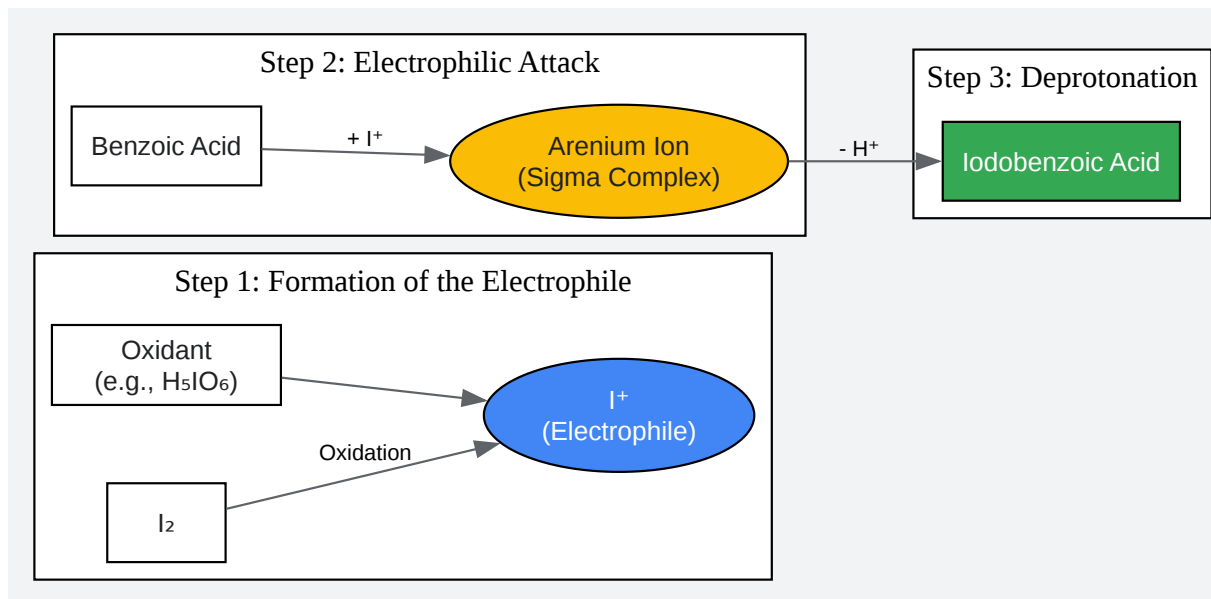 Step 2: Electrophilic Attack
Benzoic Acid
+ I⁺
Arenium Ion
(Sigma Complex)
- H⁺
Step 3: Deprotonation
Iodobenzoic Acid
Step 1: Formation of the Electrophile
Oxidant
(e.g., H₅IO₆)
I⁺
(Electrophile)
Oxidation
I₂